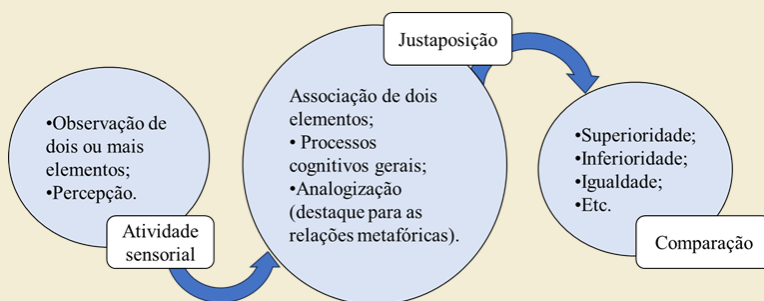 •Observação de
dois ou mais
elementos;
•Percepção.
Atividade
sensorial
Justaposição
Associação de dois
elementos;
• Processos
cognitivos gerais;
•Analogização
(destaque para as
relações metafóricas).
•Superioridade;
•Inferioridade;
•Igualdade;
•Etc.
Comparação